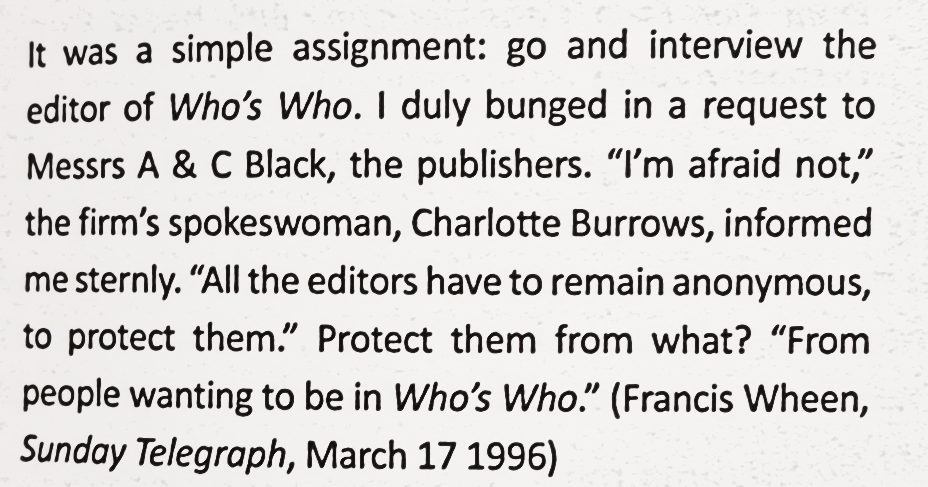 It was a simple assignment: go and interview the
editor of Who’s Who. I duly bunged in a request to
Messrs A & C Black, the publishers. “I’m afraid not,”
the firm’s spokeswoman, Charlotte Burrows, informed
me sternly. “All the editors have to remain anonymous,
to protect them.” Protect them from what? “From
people wanting to be in Who’s Who.” (Francis Wheen,
Sunday Telegraph, March 17 1996)